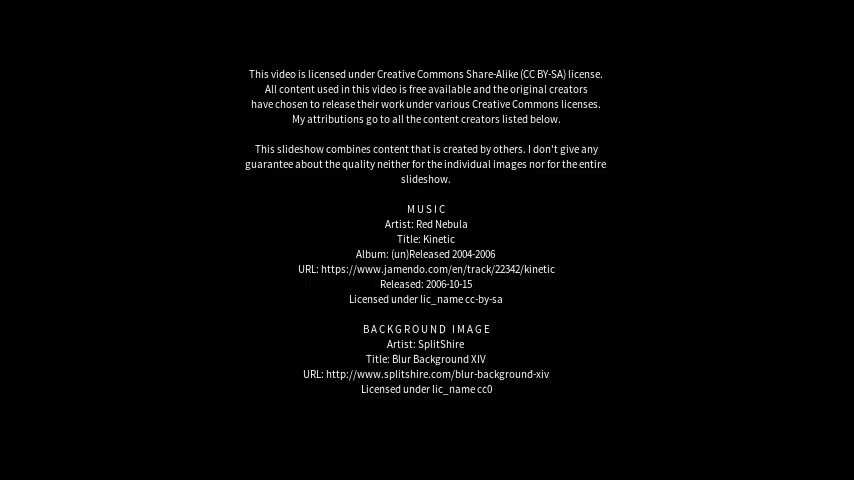 This video is licensed under Creative Commons Share-Alike (CC BY-SA) license.
All content used in this video is free available and the original creators
have chosen to release their work under various Creative Commons licenses.
My attributions go to all the content creators listed below.
This slideshow combines content that is created by others. I don't give any
guarantee about the quality neither for the individual images nor for the entire
slideshow.
MUSIC
Artist: Red Nebula
Title: Kinetic
Album: (un)Released 2004-2006
URL: https://www.jamendo.com/en/track/22342/kinetic
Released: 2006-10-15
Licensed under lic_name cc-by-sa
BACKGROUND IMAGE
Artist: SplitShire
Title: Blur Background XIV
URL: http://www.splitshire.com/blur-background-xiv
Licensed under lic_name cc0